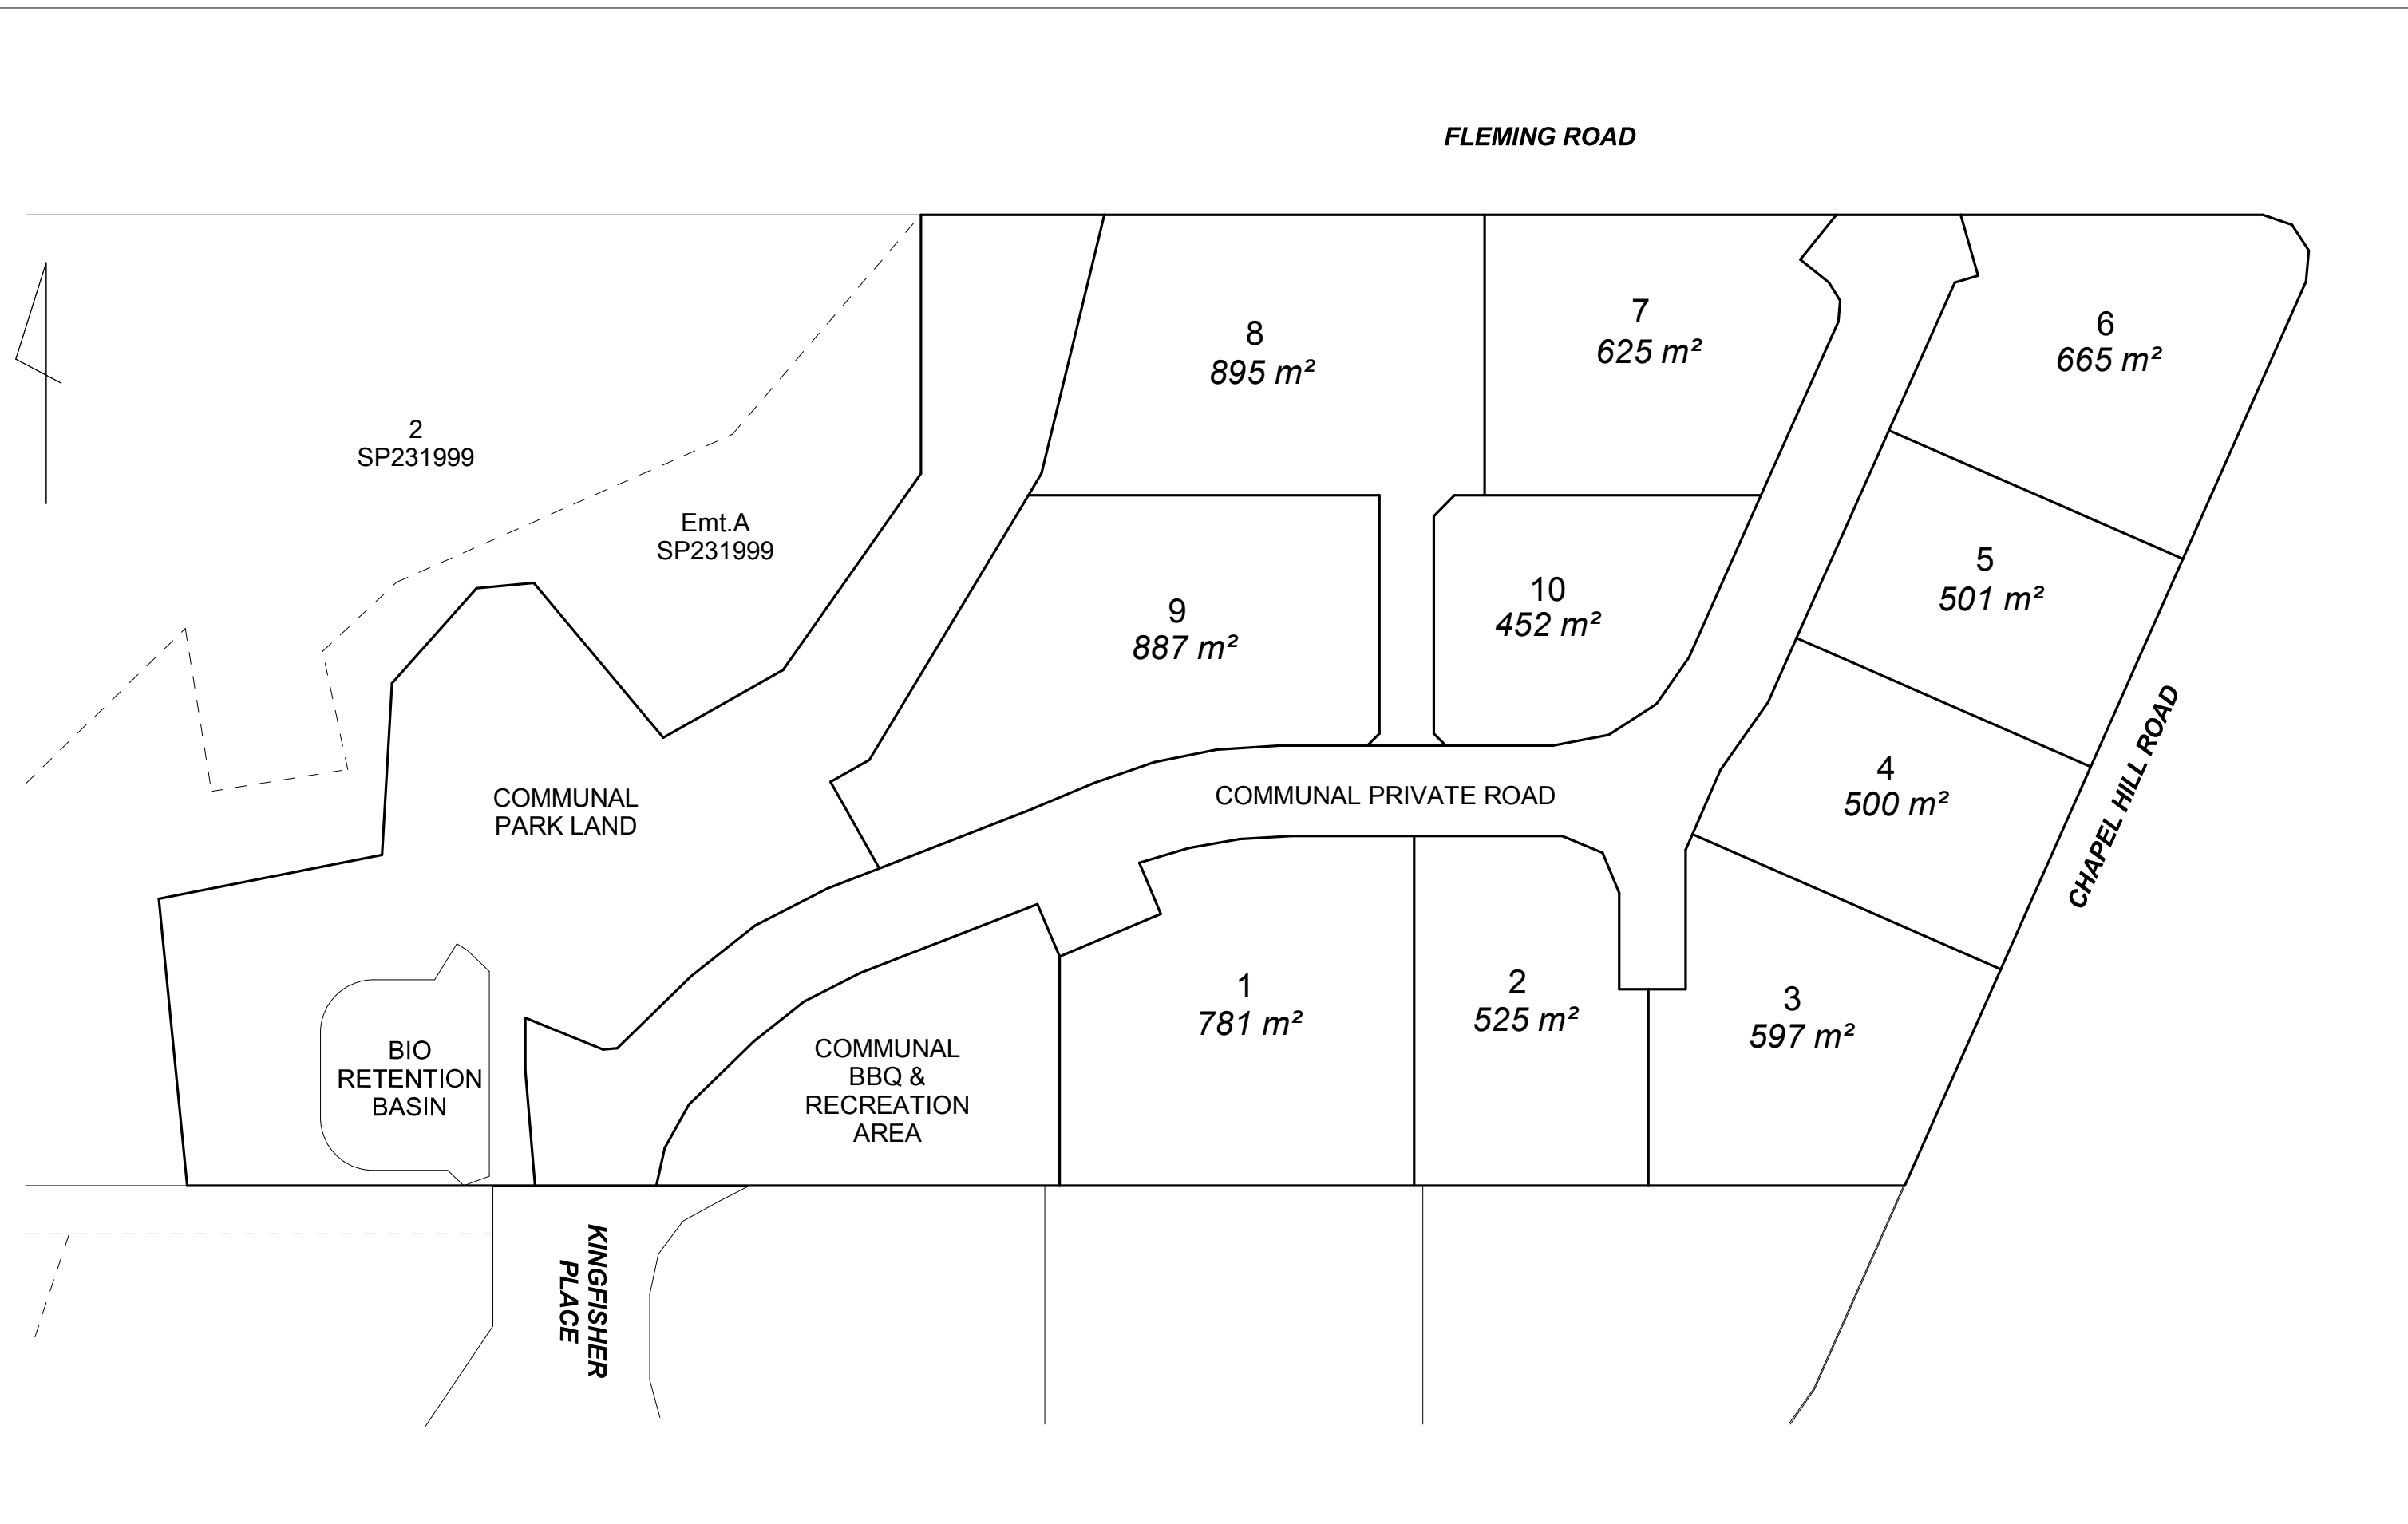 FLEMING ROAD
8
895 m²
7
625 m²
6
665 m²
2
SP231999
Emt.A
SP231999
9
887 m²
10
452 m²
5
501 m²
4
500 m²
CHAPEL HILL ROAD
COMMUNAL
PARK LAND
COMMUNAL PRIVATE ROAD
BIO
RETENTION
BASIN
COMMUNAL
BBQ &
RECREATION
AREA
1
781 m²
2
525 m²
3
597 m²
KINGFISHER
PLACE